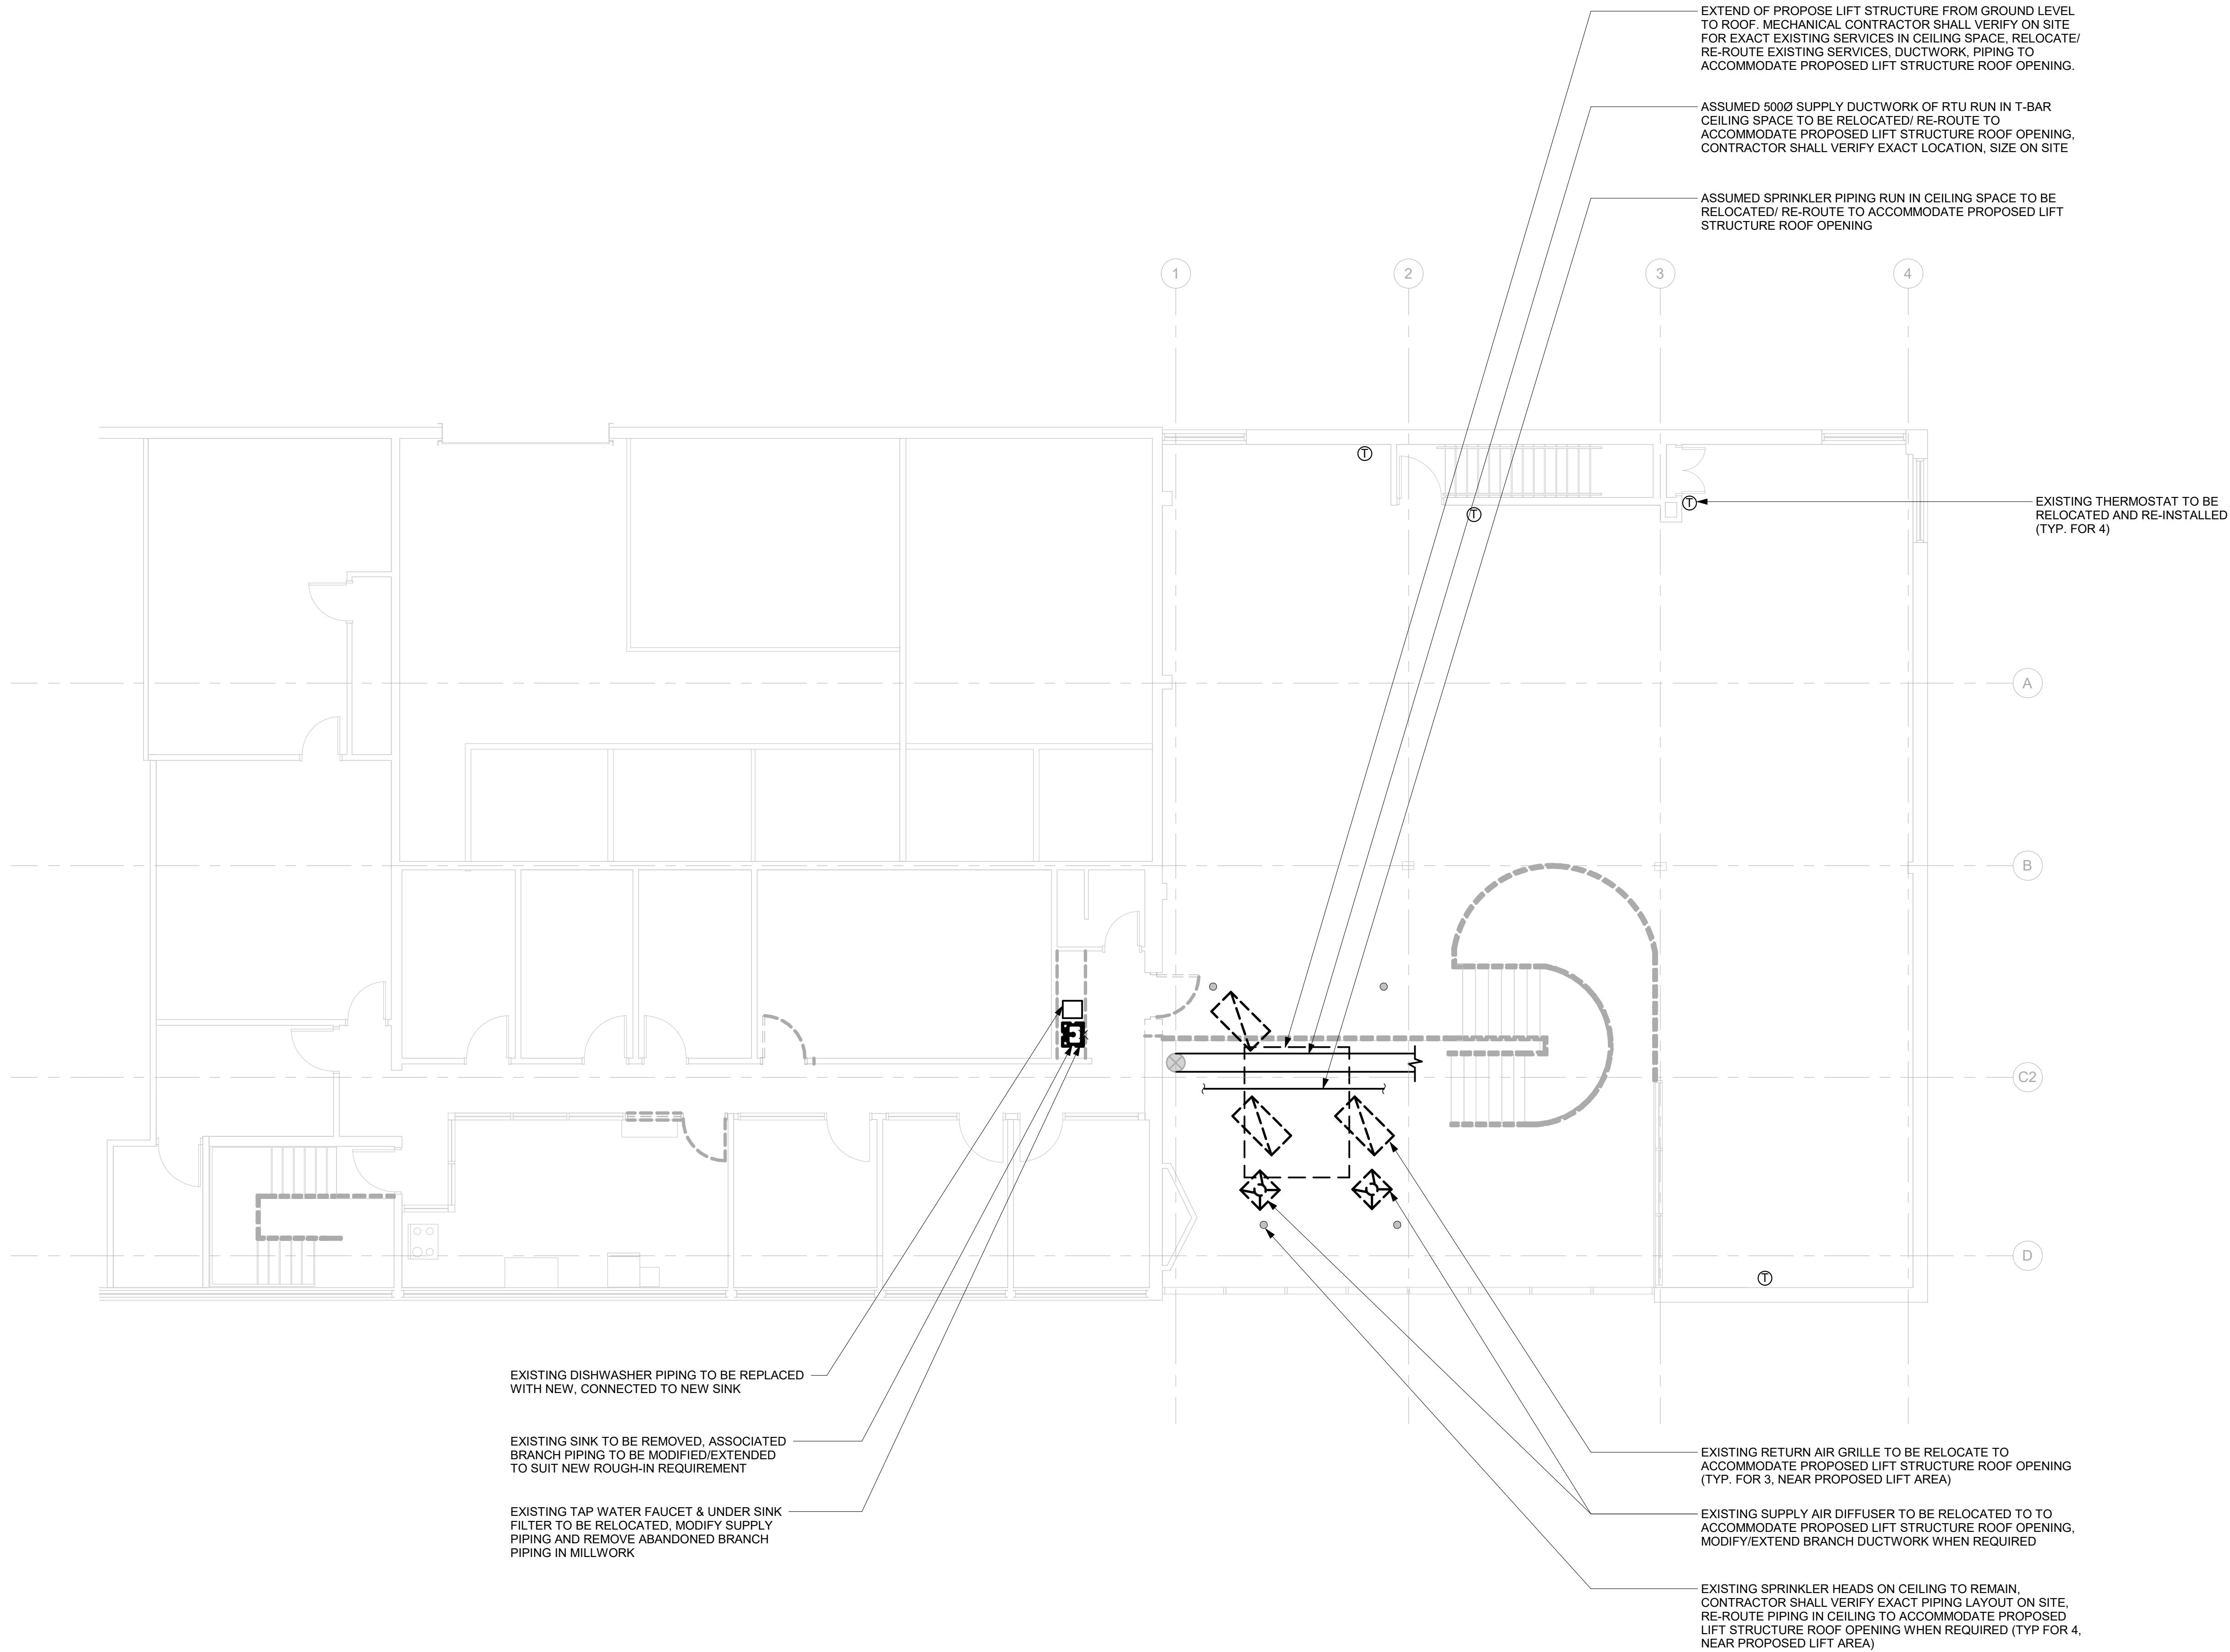 EXTEND OF PROPOSE LIFT STRUCTURE FROM GROUND LEVEL
TO ROOF. MECHANICAL CONTRACTOR SHALL VERIFY ON SITE
FOR EXACT EXISTING SERVICES IN CEILING SPACE, RELOCATE/
RE-ROUTE EXISTING SERVICES, DUCTWORK, PIPING TO
ACCOMMODATE PROPOSED LIFT STRUCTURE ROOF OPENING.
ASSUMED 500Ø SUPPLY DUCTWORK OF RTU RUN IN T-BAR
CEILING SPACE TO BE RELOCATED/ RE-ROUTE TO
ACCOMMODATE PROPOSED LIFT STRUCTURE ROOF OPENING,
CONTRACTOR SHALL VERIFY EXACT LOCATION, SIZE ON SITE
ASSUMED SPRINKLER PIPING RUN IN CEILING SPACE TO BE
RELOCATED/ RE-ROUTE TO ACCOMMODATE PROPOSED LIFT
STRUCTURE ROOF OPENING
1
2
3
4
T
T
T
EXISTING THERMOSTAT TO BE
RELOCATED AND RE-INSTALLED
(TYP. FOR 4)
A
B
C2
D
T
EXISTING DISHWASHER PIPING TO BE REPLACED
WITH NEW, CONNECTED TO NEW SINK
EXISTING SINK TO BE REMOVED, ASSOCIATED
BRANCH PIPING TO BE MODIFIED/EXTENDED
TO SUIT NEW ROUGH-IN REQUIREMENT
EXISTING TAP WATER FAUCET & UNDER SINK
FILTER TO BE RELOCATED, MODIFY SUPPLY
PIPING AND REMOVE ABANDONED BRANCH
PIPING IN MILLWORK
EXISTING RETURN AIR GRILLE TO BE RELOCATE TO
ACCOMMODATE PROPOSED LIFT STRUCTURE ROOF OPENING
(TYP. FOR 3, NEAR PROPOSED LIFT AREA)
EXISTING SUPPLY AIR DIFFUSER TO BE RELOCATED TO TO
ACCOMMODATE PROPOSED LIFT STRUCTURE ROOF OPENING,
MODIFY/EXTEND BRANCH DUCTWORK WHEN REQUIRED
EXISTING SPRINKLER HEADS ON CEILING TO REMAIN,
CONTRACTOR SHALL VERIFY EXACT PIPING LAYOUT ON SITE,
RE-ROUTE PIPING IN CEILING TO ACCOMMODATE PROPOSED
LIFT STRUCTURE ROOF OPENING WHEN REQUIRED (TYP FOR 4,
NEAR PROPOSED LIFT AREA)